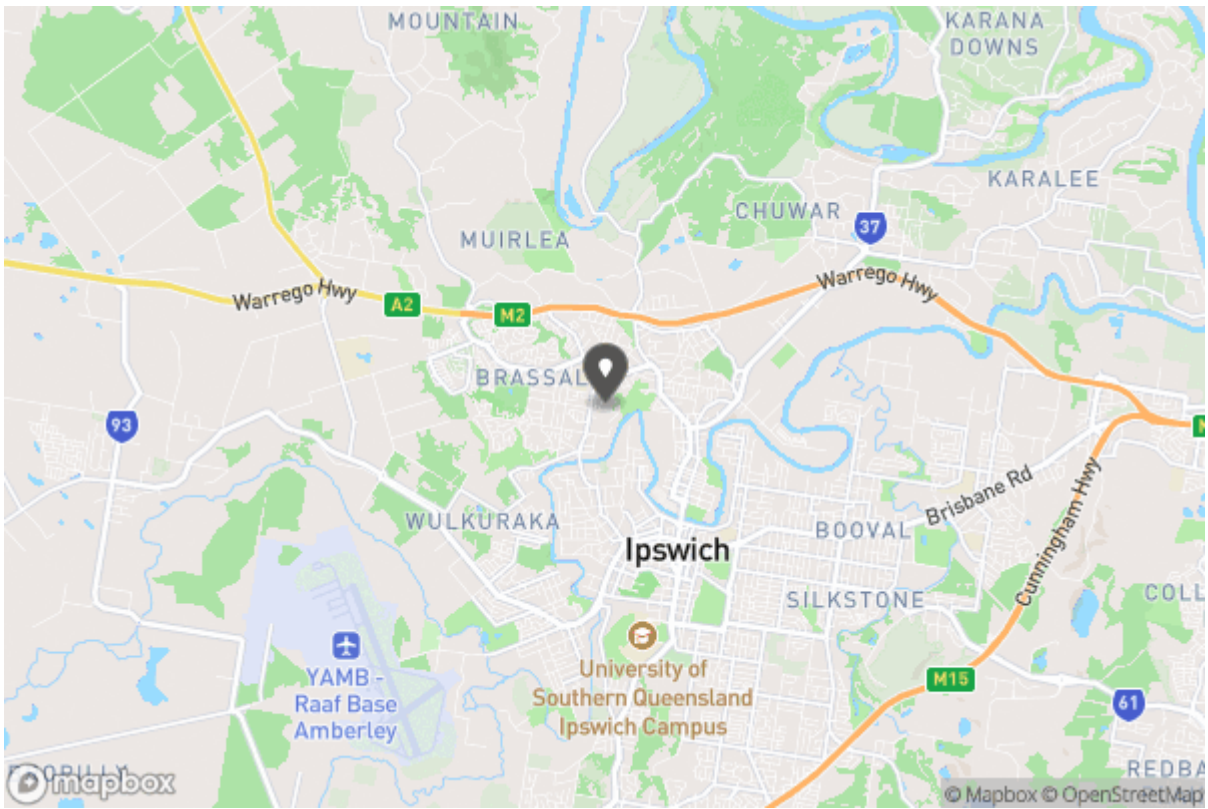 MOUNTAIN
KARANA
DOWNS
KARALEE
CHUWAR
37
MUIRLEA
Warrego Hwy
Warrego Hwy
A2
M2
BRASSALL
93
Brisbane Rd
WULKURAKA
BOOVAL
Ipswich
Cunningham Hwy
SILKSTONE
COLL
University of
Southern Queensland
Ipswich Campus
YAMB -
Raaf Base
Amberley
M15
61
REDBA
mapbox
© Mapbox © OpenStreetMap